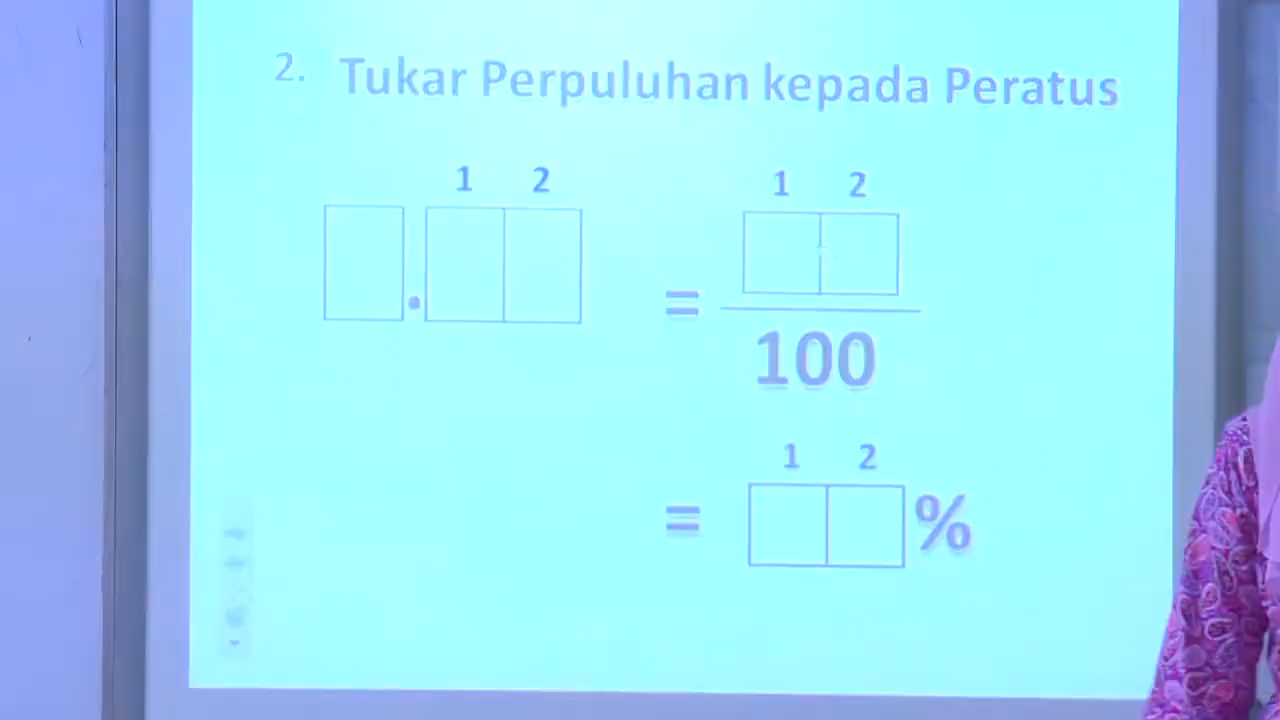 2. Tukar Perpuluhan kepada Peratus
1 2
.
= 1 2
100
1 2
= %